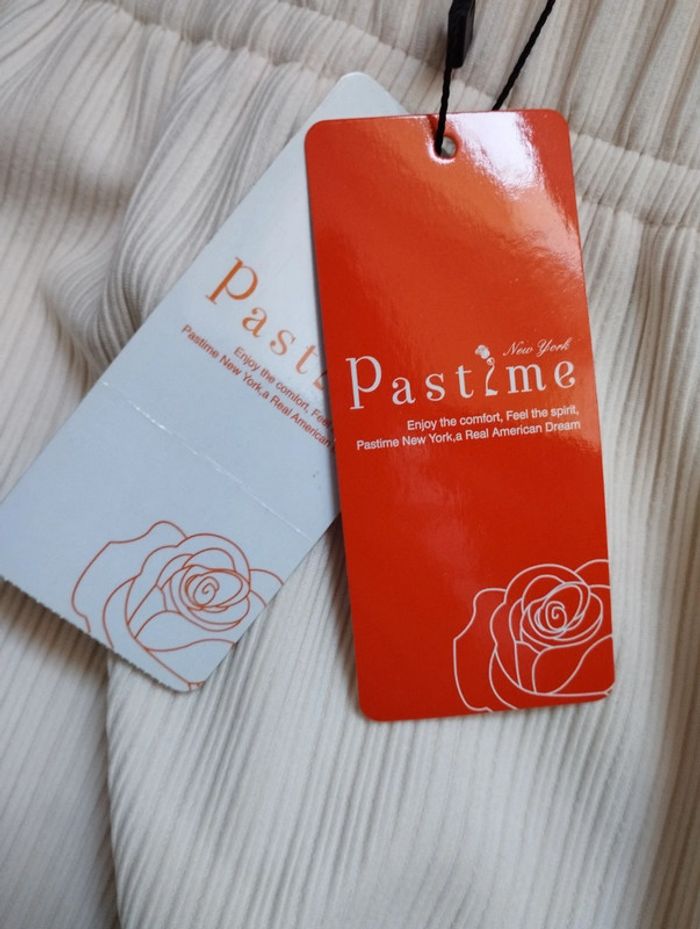 New York
Pastime
Enjoy the comfort, Feel the spirit,
Pastime New York,a Real American Dream
Past
Enjoy the comfort, Feel
Pastime New York,a Real American